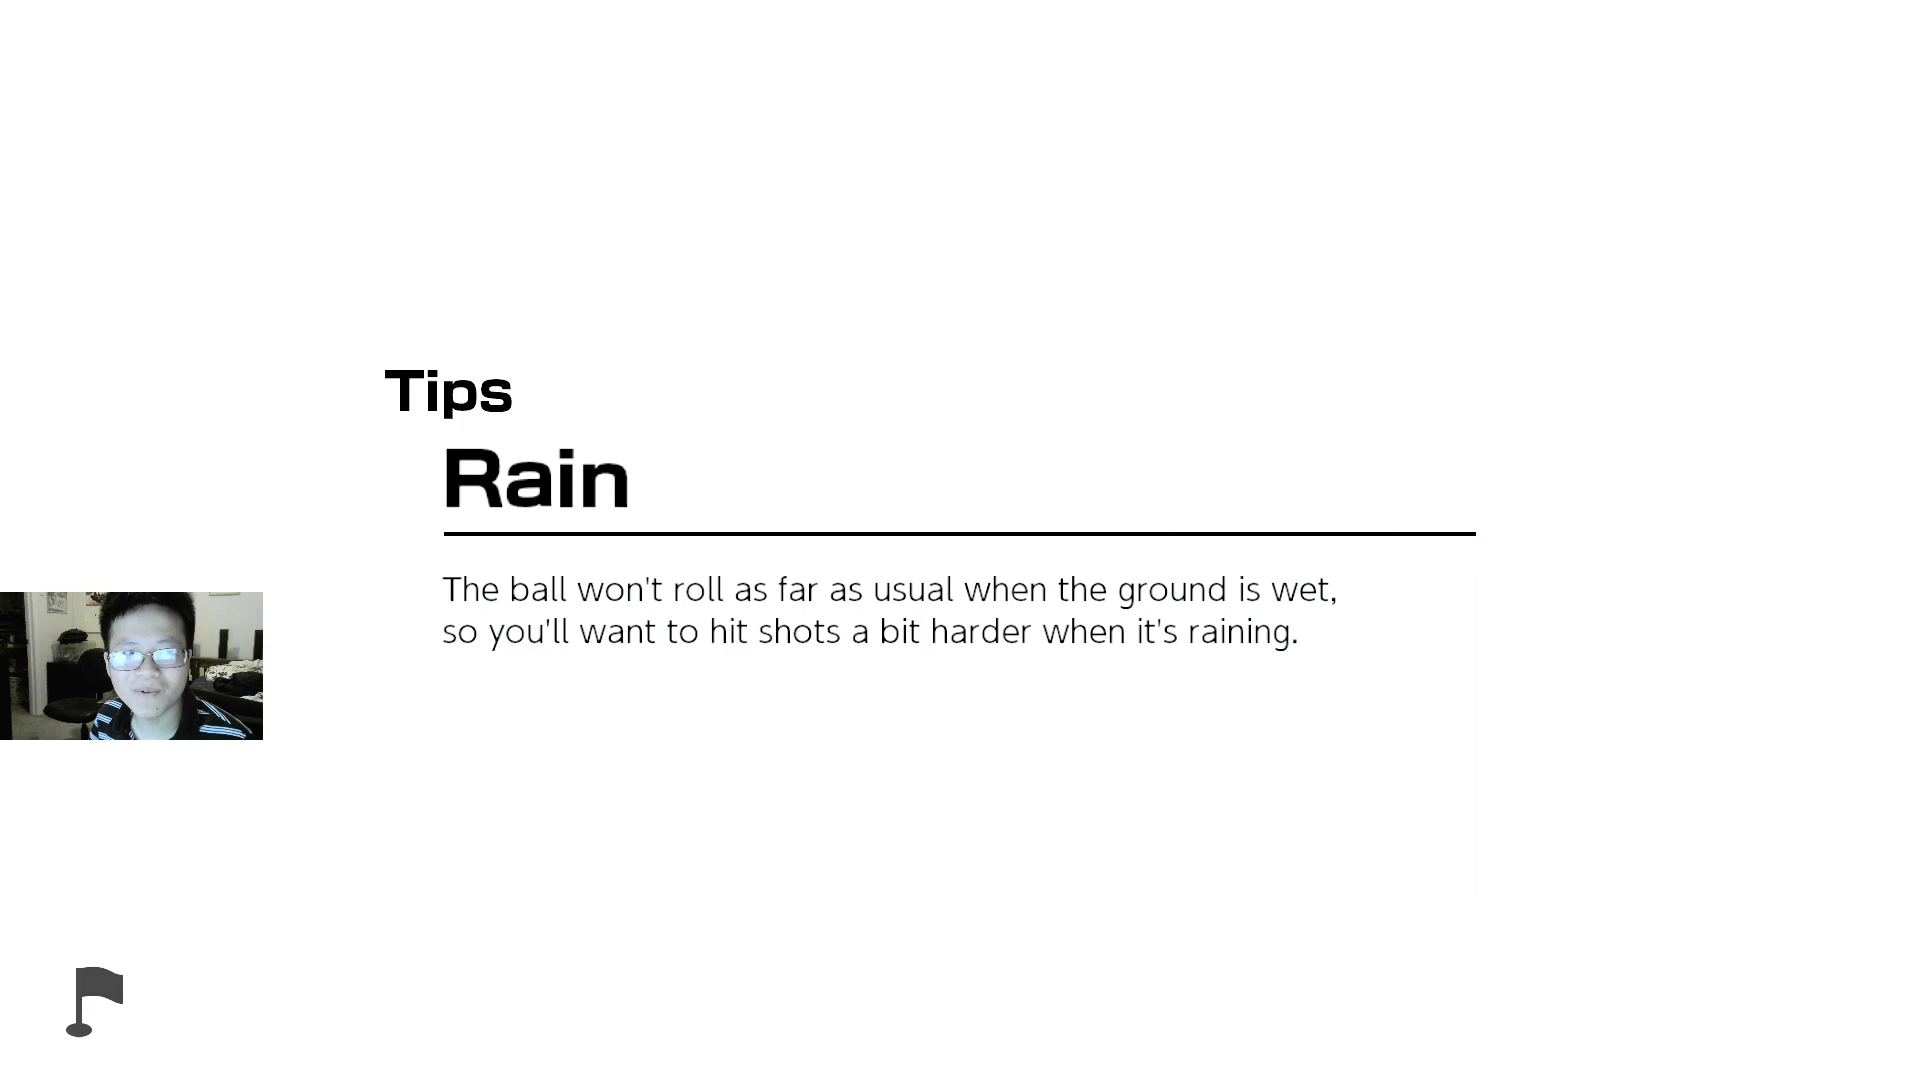 Tips
Rain
The ball won't roll as far as usual when the ground is wet,
so you'll want to hit shots a bit harder when it's raining.